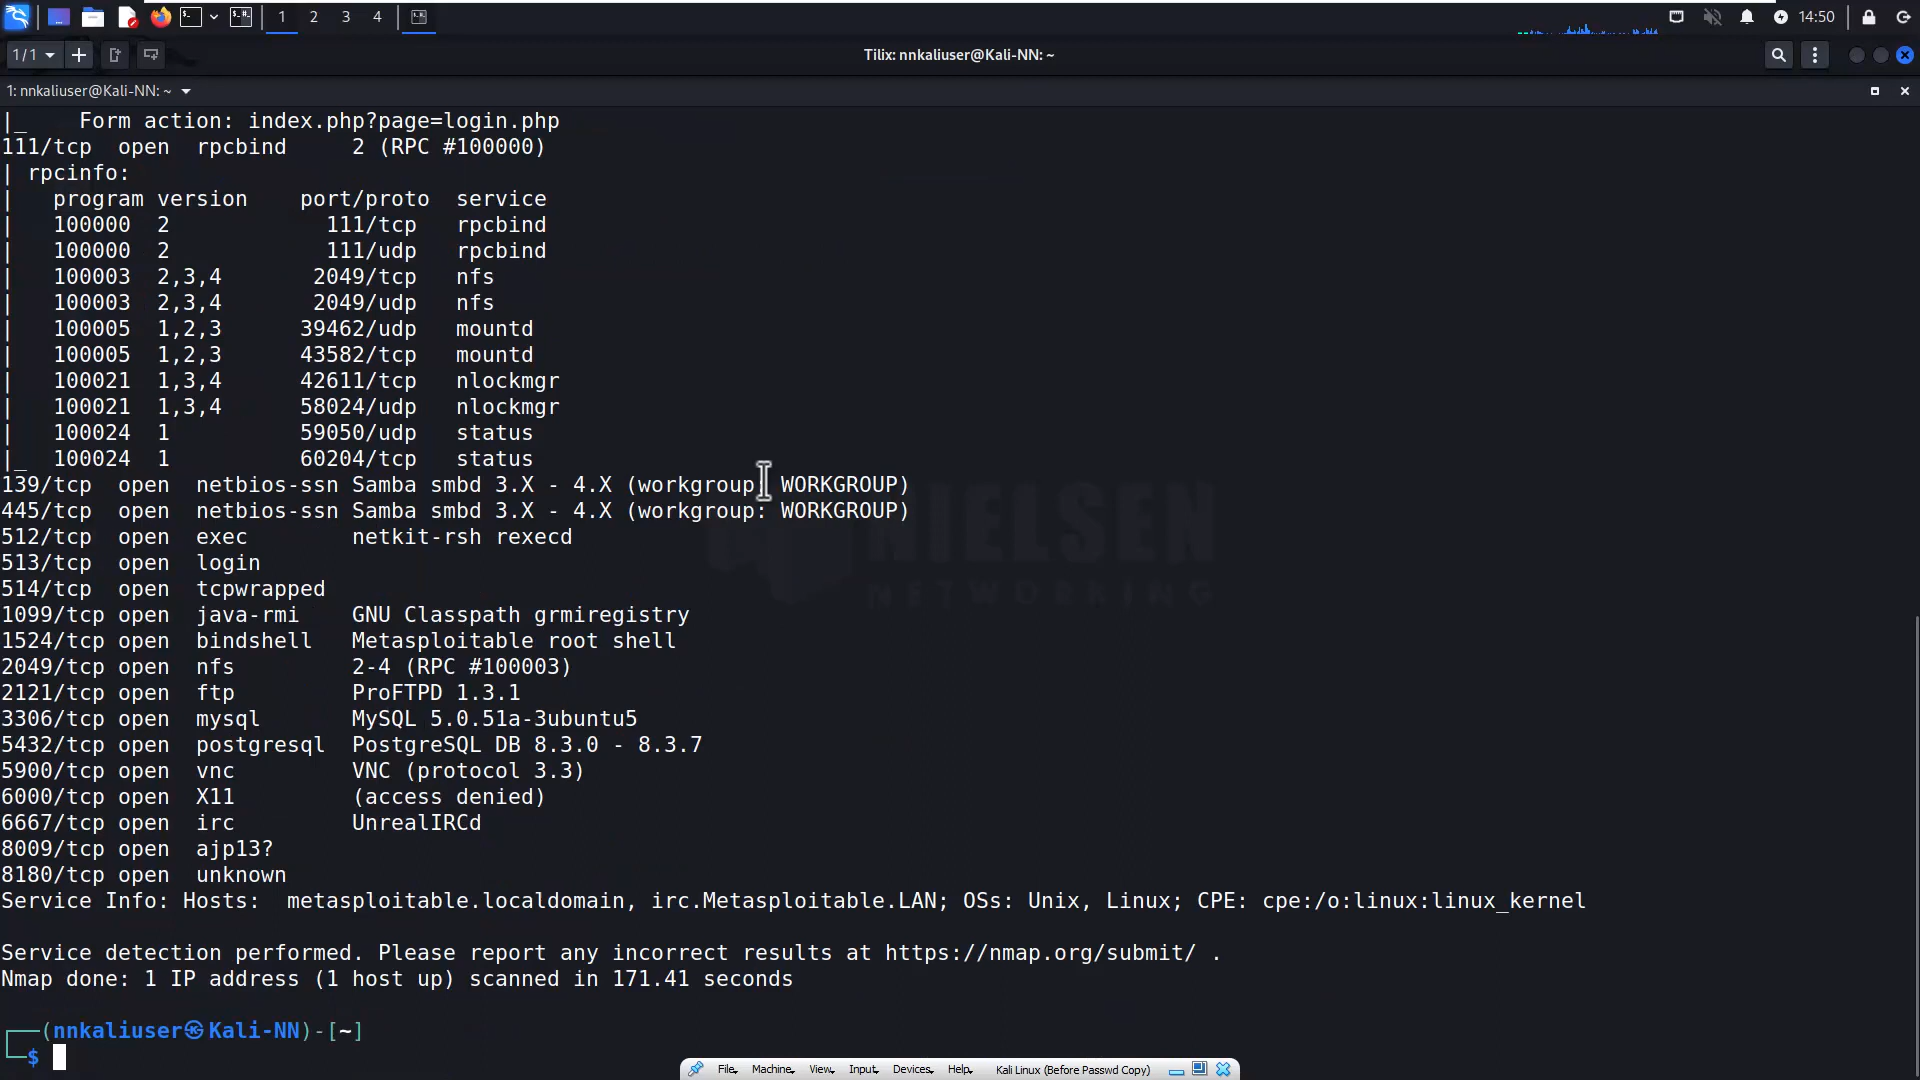 1 2 3 4 14:50
1/1 Tilix: nnkaliuser@Kali-NN: ~
1: nnkaliuser@Kali-NN: ~
|_    Form action: index.php?page=login.php
111/tcp  open  rpcbind     2 (RPC #100000)
| rpcinfo:
|   program version    port/proto  service
|   100000  2            111/tcp   rpcbind
|   100000  2            111/udp   rpcbind
|   100003  2,3,4       2049/tcp   nfs
|   100003  2,3,4       2049/udp   nfs
|   100005  1,2,3      39462/udp   mountd
|   100005  1,2,3      43582/tcp   mountd
|   100021  1,3,4      42611/tcp   nlockmgr
|   100021  1,3,4      58024/udp   nlockmgr
|   100024  1          59050/udp   status
|_  100024  1          60204/tcp   status
139/tcp  open  netbios-ssn Samba smbd 3.X - 4.X (workgroup: WORKGROUP)
445/tcp  open  netbios-ssn Samba smbd 3.X - 4.X (workgroup: WORKGROUP)
512/tcp  open  exec        netkit-rsh rexecd
513/tcp  open  login
514/tcp  open  tcpwrapped
1099/tcp open  java-rmi    GNU Classpath grmiregistry
1524/tcp open  bindshell   Metasploitable root shell
2049/tcp open  nfs         2-4 (RPC #100003)
2121/tcp open  ftp         ProFTPD 1.3.1
3306/tcp open  mysql       MySQL 5.0.51a-3ubuntu5
5432/tcp open  postgresql  PostgreSQL DB 8.3.0 - 8.3.7
5900/tcp open  vnc         VNC (protocol 3.3)
6000/tcp open  X11         (access denied)
6667/tcp open  irc         UnrealIRCd
8009/tcp open  ajp13?
8180/tcp open  unknown
Service Info: Hosts:  metasploitable.localdomain, irc.Metasploitable.LAN; OSs: Unix, Linux; CPE: cpe:/o:linux:linux_kernel
Service detection performed. Please report any incorrect results at https://nmap.org/submit/ .
Nmap done: 1 IP address (1 host up) scanned in 171.41 seconds
(nnkaliuser㉿Kali-NN)-[~]
$
NIELSEN
NETWORKING
File Machine View Input Devices Help Kali Linux (Before Passwd Copy)